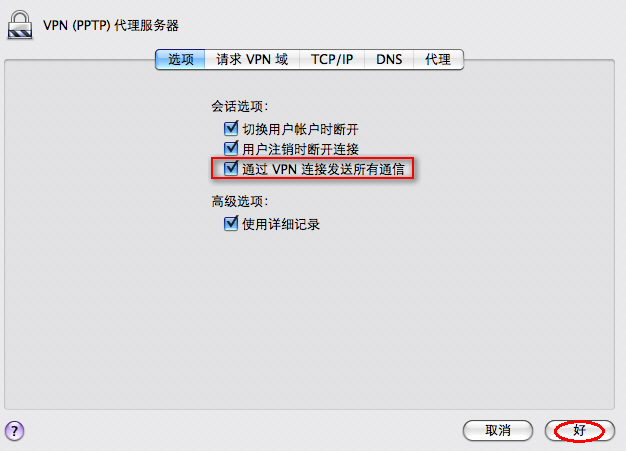 VPN (PPTP) 代理服务器
选项 请求 VPN 域 TCP/IP DNS 代理
会话选项：
切换用户帐户时断开
用户注销时断开连接
通过 VPN 连接发送所有通信
高级选项：
使用详细记录
? 取消 好